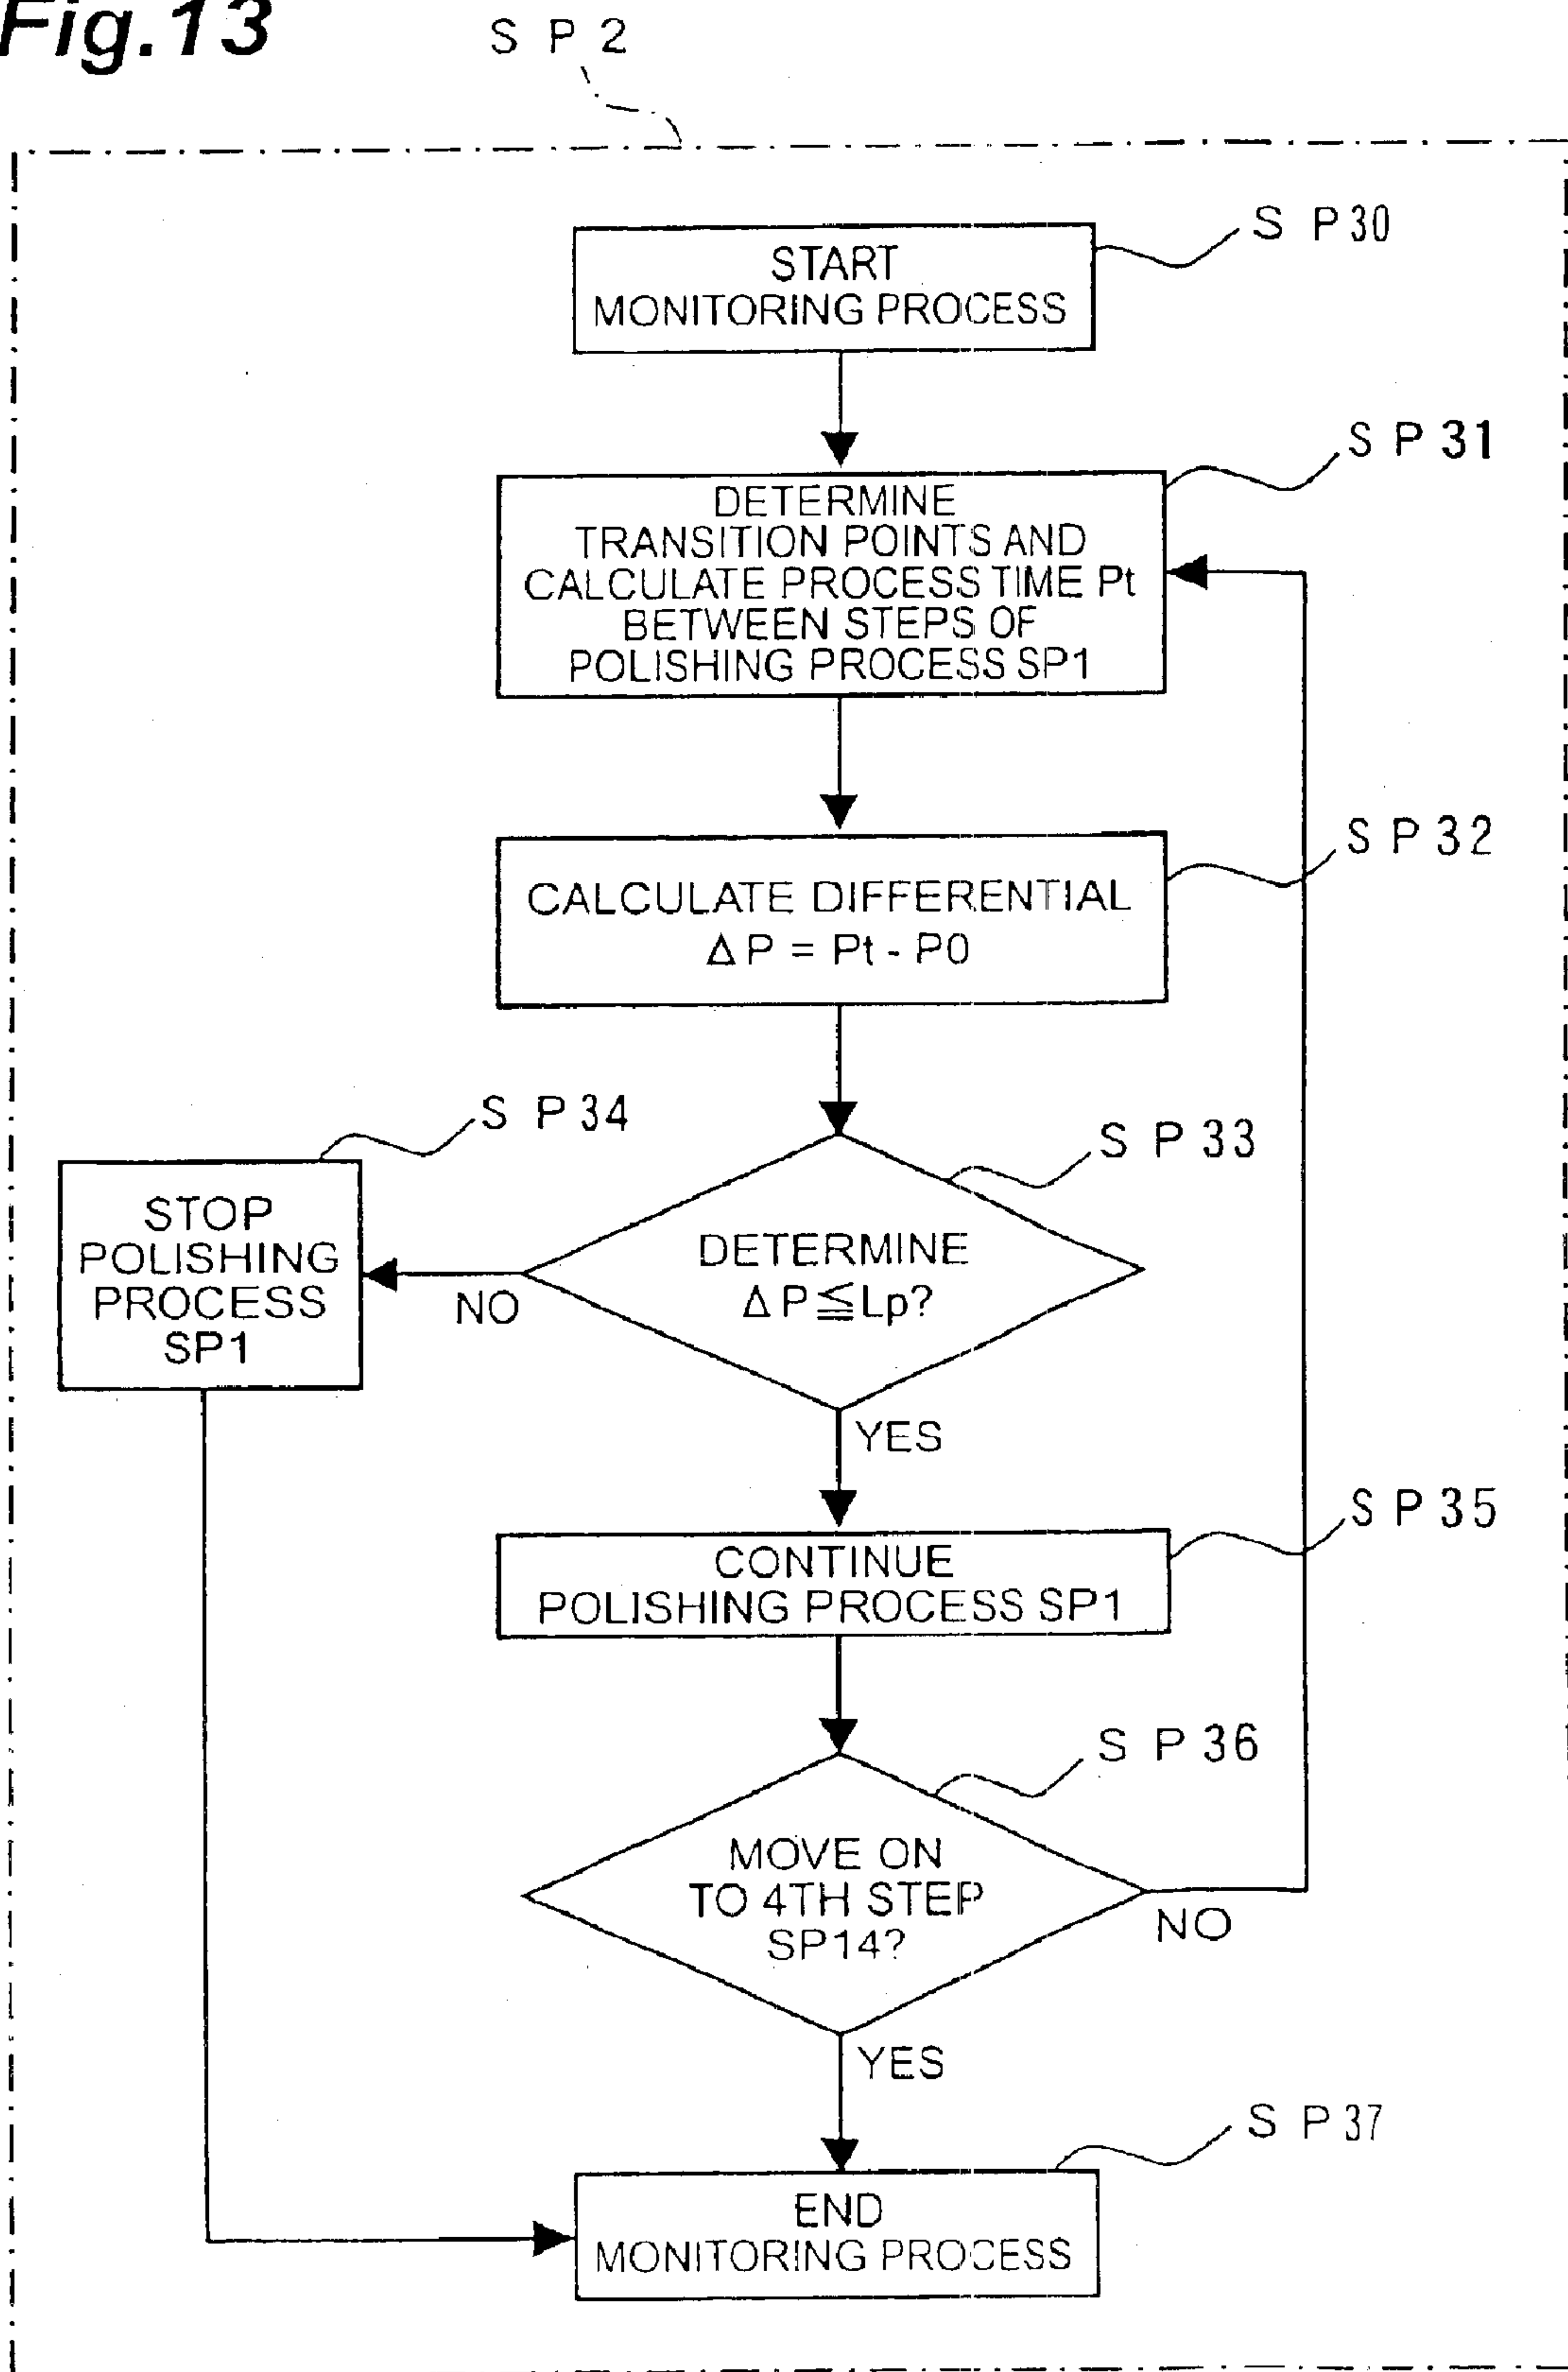 Fig.13
SP2
SP30
START
MONITORING PROCESS
SP31
DETERMINE
TRANSITION POINTS AND
CALCULATE PROCESS TIME Pt
BETWEEN STEPS OF
POLISHING PROCESS SP1
SP32
CALCULATE DIFFERENTIAL
ΔP = Pt - P0
SP34
SP33
STOP
POLISHING
PROCESS
SP1
NO
DETERMINE
ΔP≦Lp?
YES
SP35
CONTINUE
POLISHING PROCESS SP1
SP36
MOVE ON
TO 4TH STEP
SP14?
NO
YES
SP37
END
MONITORING PROCESS